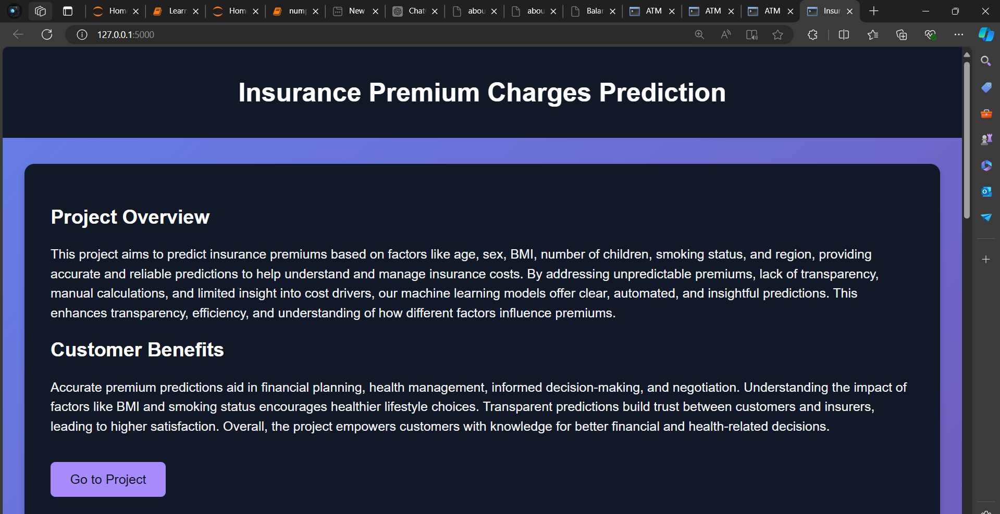 Hom
Learn
Hom
num
New
Chat
abou
abou
Balar
ATM
ATM
ATM
Insur
127.0.0.1:5000
Insurance Premium Charges Prediction
Project Overview
This project aims to predict insurance premiums based on factors like age, sex, BMI, number of children, smoking status, and region, providing
accurate and reliable predictions to help understand and manage insurance costs. By addressing unpredictable premiums, lack of transparency,
manual calculations, and limited insight into cost drivers, our machine learning models offer clear, automated, and insightful predictions. This
enhances transparency, efficiency, and understanding of how different factors influence premiums.
Customer Benefits
Accurate premium predictions aid in financial planning, health management, informed decision-making, and negotiation. Understanding the impact of
factors like BMI and smoking status encourages healthier lifestyle choices. Transparent predictions build trust between customers and insurers,
leading to higher satisfaction. Overall, the project empowers customers with knowledge for better financial and health-related decisions.
Go to Project